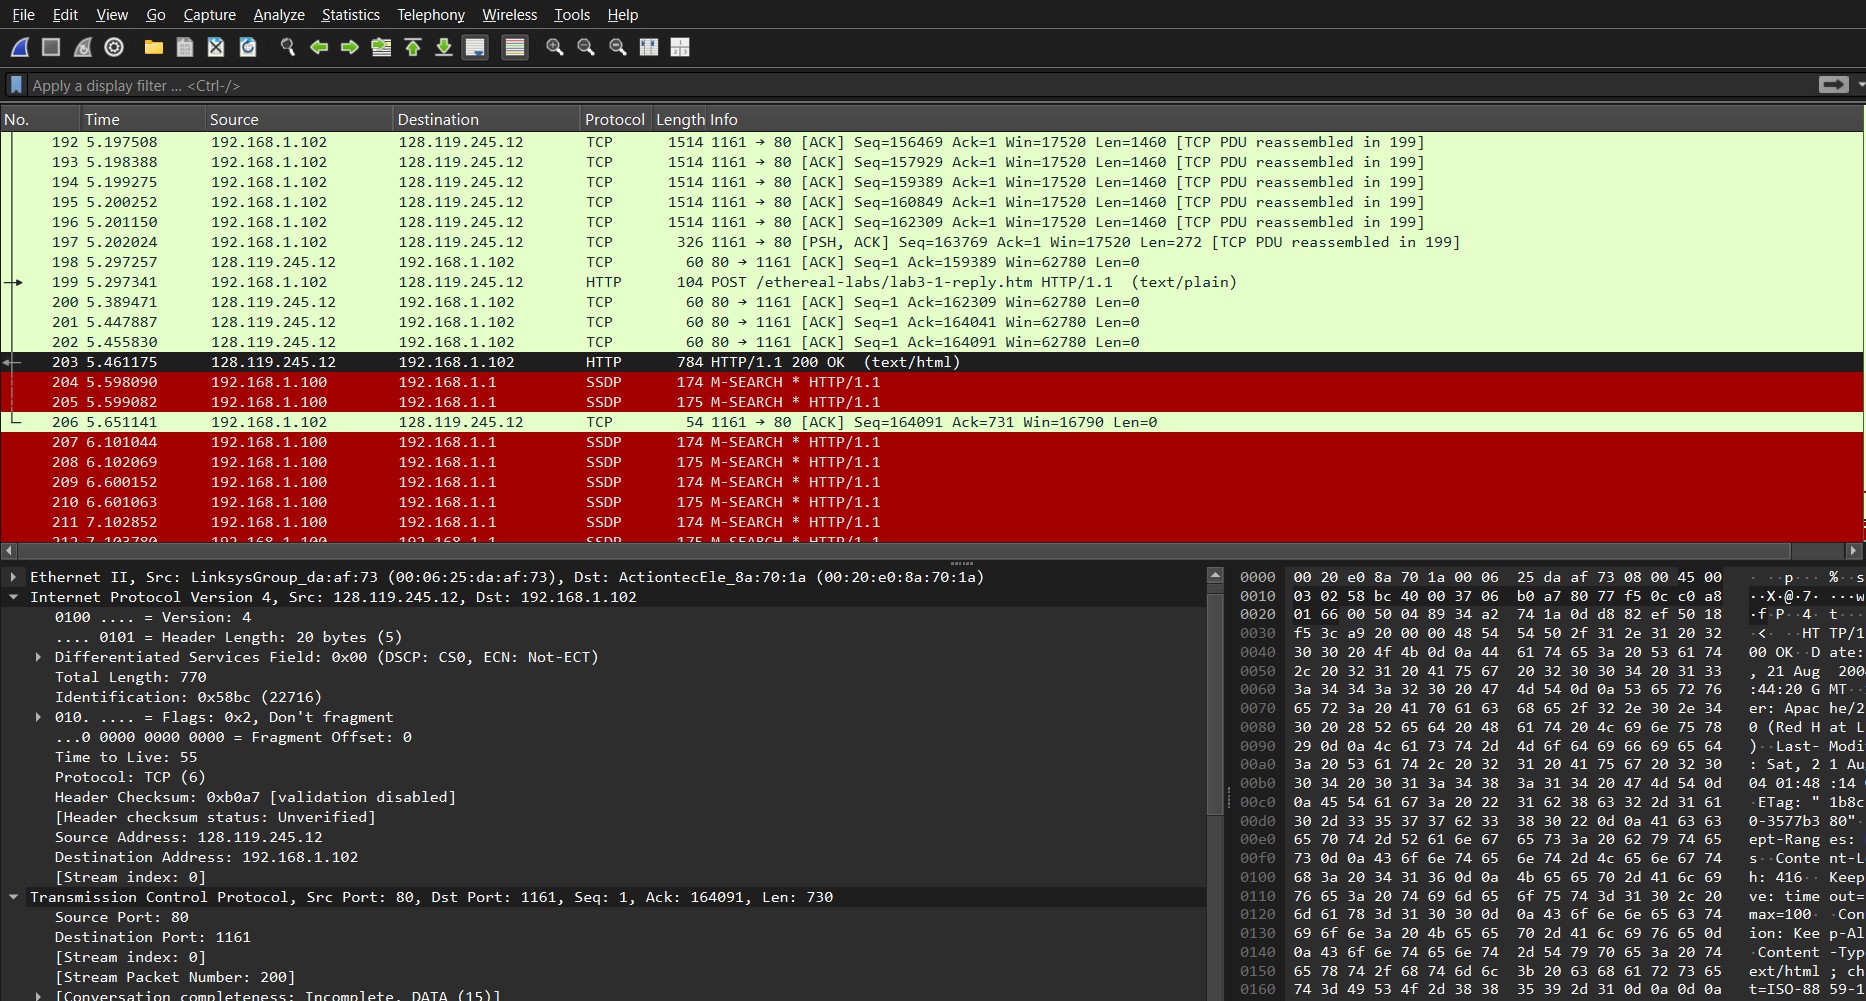 File Edit View Go Capture Analyze Statistics Telephony Wireless Tools Help
Apply a display filter ... <Ctrl-/>
No. Time Source Destination Protocol Length Info
192 5.197508 192.168.1.102 128.119.245.12 TCP 1514 1161 → 80 [ACK] Seq=156469 Ack=1 Win=17520 Len=1460 [TCP PDU reassembled in 199]
193 5.198388 192.168.1.102 128.119.245.12 TCP 1514 1161 → 80 [ACK] Seq=157929 Ack=1 Win=17520 Len=1460 [TCP PDU reassembled in 199]
194 5.199275 192.168.1.102 128.119.245.12 TCP 1514 1161 → 80 [ACK] Seq=159389 Ack=1 Win=17520 Len=1460 [TCP PDU reassembled in 199]
195 5.200252 192.168.1.102 128.119.245.12 TCP 1514 1161 → 80 [ACK] Seq=160849 Ack=1 Win=17520 Len=1460 [TCP PDU reassembled in 199]
196 5.201150 192.168.1.102 128.119.245.12 TCP 1514 1161 → 80 [ACK] Seq=162309 Ack=1 Win=17520 Len=1460 [TCP PDU reassembled in 199]
197 5.202024 192.168.1.102 128.119.245.12 TCP 326 1161 → 80 [PSH, ACK] Seq=163769 Ack=1 Win=17520 Len=272 [TCP PDU reassembled in 199]
198 5.297257 128.119.245.12 192.168.1.102 TCP 60 80 → 1161 [ACK] Seq=1 Ack=159389 Win=62780 Len=0
199 5.297341 192.168.1.102 128.119.245.12 HTTP 104 POST /ethereal-labs/lab3-1-reply.htm HTTP/1.1 (text/plain)
200 5.389471 128.119.245.12 192.168.1.102 TCP 60 80 → 1161 [ACK] Seq=1 Ack=162309 Win=62780 Len=0
201 5.447887 128.119.245.12 192.168.1.102 TCP 60 80 → 1161 [ACK] Seq=1 Ack=164041 Win=62780 Len=0
202 5.455830 128.119.245.12 192.168.1.102 TCP 60 80 → 1161 [ACK] Seq=1 Ack=164091 Win=62780 Len=0
203 5.461175 128.119.245.12 192.168.1.102 HTTP 784 HTTP/1.1 200 OK (text/html)
204 5.598090 192.168.1.100 192.168.1.1 SSDP 174 M-SEARCH * HTTP/1.1
205 5.599082 192.168.1.100 192.168.1.1 SSDP 175 M-SEARCH * HTTP/1.1
206 5.651141 192.168.1.102 128.119.245.12 TCP 54 1161 → 80 [ACK] Seq=164091 Ack=731 Win=16790 Len=0
207 6.101044 192.168.1.100 192.168.1.1 SSDP 174 M-SEARCH * HTTP/1.1
208 6.102069 192.168.1.100 192.168.1.1 SSDP 175 M-SEARCH * HTTP/1.1
209 6.600152 192.168.1.100 192.168.1.1 SSDP 174 M-SEARCH * HTTP/1.1
210 6.601063 192.168.1.100 192.168.1.1 SSDP 175 M-SEARCH * HTTP/1.1
211 7.102852 192.168.1.100 192.168.1.1 SSDP 174 M-SEARCH * HTTP/1.1
212 7.103780 192.168.1.100 192.168.1.1 SSDP 175 M-SEARCH * HTTP/1.1
Ethernet II, Src: LinksysGroup_da:af:73 (00:06:25:da:af:73), Dst: ActiontecEle_8a:70:1a (00:20:e0:8a:70:1a)
Internet Protocol Version 4, Src: 128.119.245.12, Dst: 192.168.1.102
0100 .... = Version: 4
.... 0101 = Header Length: 20 bytes (5)
Differentiated Services Field: 0x00 (DSCP: CS0, ECN: Not-ECT)
Total Length: 770
Identification: 0x58bc (22716)
010. .... = Flags: 0x2, Don't fragment
...0 0000 0000 0000 = Fragment Offset: 0
Time to Live: 55
Protocol: TCP (6)
Header Checksum: 0xb0a7 [validation disabled]
[Header checksum status: Unverified]
Source Address: 128.119.245.12
Destination Address: 192.168.1.102
[Stream index: 0]
Transmission Control Protocol, Src Port: 80, Dst Port: 1161, Seq: 1, Ack: 164091, Len: 730
Source Port: 80
Destination Port: 1161
[Stream index: 0]
[Stream Packet Number: 200]
[Conversation completeness: Incomplete, DATA (15)]
0000 00 20 e0 8a 70 1a 00 06 25 da af 73 08 00 45 00 · ··p··· %··s
0010 03 02 58 bc 40 00 37 06 b0 a7 80 77 f5 0c c0 a8 ··X·@·7· ···w
0020 01 66 00 50 04 89 34 a2 74 1a 0d d8 82 ef 50 18 ·f·P··4· t···
0030 f5 3c a9 20 00 00 48 54 54 50 2f 31 2e 31 20 32 ·<· ··HT TP/1
0040 30 30 20 4f 4b 0d 0a 44 61 74 65 3a 20 53 61 74 00 OK··D ate:
0050 2c 20 32 31 20 41 75 67 20 32 30 30 34 20 31 33 , 21 Aug 200
0060 3a 34 34 3a 32 30 20 47 4d 54 0d 0a 53 65 72 76 :44:20 G MT··
0070 65 72 3a 20 41 70 61 63 68 65 2f 32 2e 30 2e 34 er: Apac he/2
0080 30 20 28 52 65 64 20 48 61 74 20 4c 69 6e 75 78 0 (Red H at L
0090 29 0d 0a 4c 61 73 74 2d 4d 6f 64 69 66 69 65 64 )··Last- Modi
00a0 3a 20 53 61 74 2c 20 32 31 20 41 75 67 20 32 30 : Sat, 2 1 Au
00b0 30 34 20 30 31 3a 34 38 3a 31 34 20 47 4d 54 0d 04 01:48 :14
00c0 0a 45 54 61 67 3a 20 22 31 62 38 63 32 2d 31 61 ·ETag: " 1b8c
00d0 30 2d 33 35 37 37 62 33 38 30 22 0d 0a 41 63 63 0-3577b3 80"·
00e0 65 70 74 2d 52 61 6e 67 65 73 3a 20 62 79 74 65 ept-Rang es:
00f0 73 0d 0a 43 6f 6e 74 65 6e 74 2d 4c 65 6e 67 74 s··Conte nt-L
0100 68 3a 20 34 31 36 0d 0a 4b 65 65 70 2d 41 6c 69 h: 416·· Keep
0110 76 65 3a 20 74 69 6d 65 6f 75 74 3d 31 30 2c 20 ve: time out=
0120 6d 61 78 3d 31 30 30 0d 0a 43 6f 6e 6e 65 63 74 max=100· ·Con
0130 69 6f 6e 3a 20 4b 65 65 70 2d 41 6c 69 76 65 0d ion: Kee p-Al
0140 0a 43 6f 6e 74 65 6e 74 2d 54 79 70 65 3a 20 74 ·Content -Typ
0150 65 78 74 2f 68 74 6d 6c 3b 20 63 68 61 72 73 65 ext/html ; ch
0160 74 3d 49 53 4f 2d 38 38 35 39 2d 31 0d 0a 0d 0a t=ISO-88 59-1